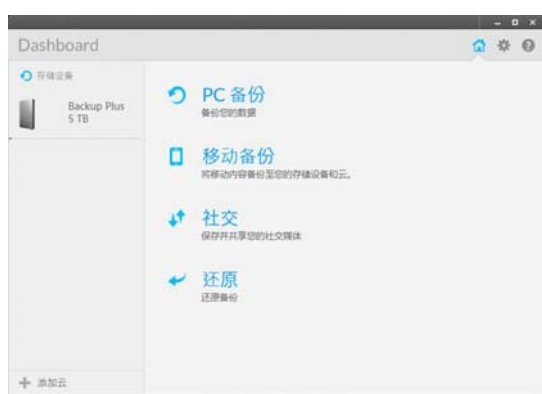 Dashboard
存储设备
Backup Plus
5 TB
PC 备份
备份您的数据
移动备份
将移动内容备份至您的存储设备和云。
社交
保存并共享您的社交媒体
还原
还原备份
添加云